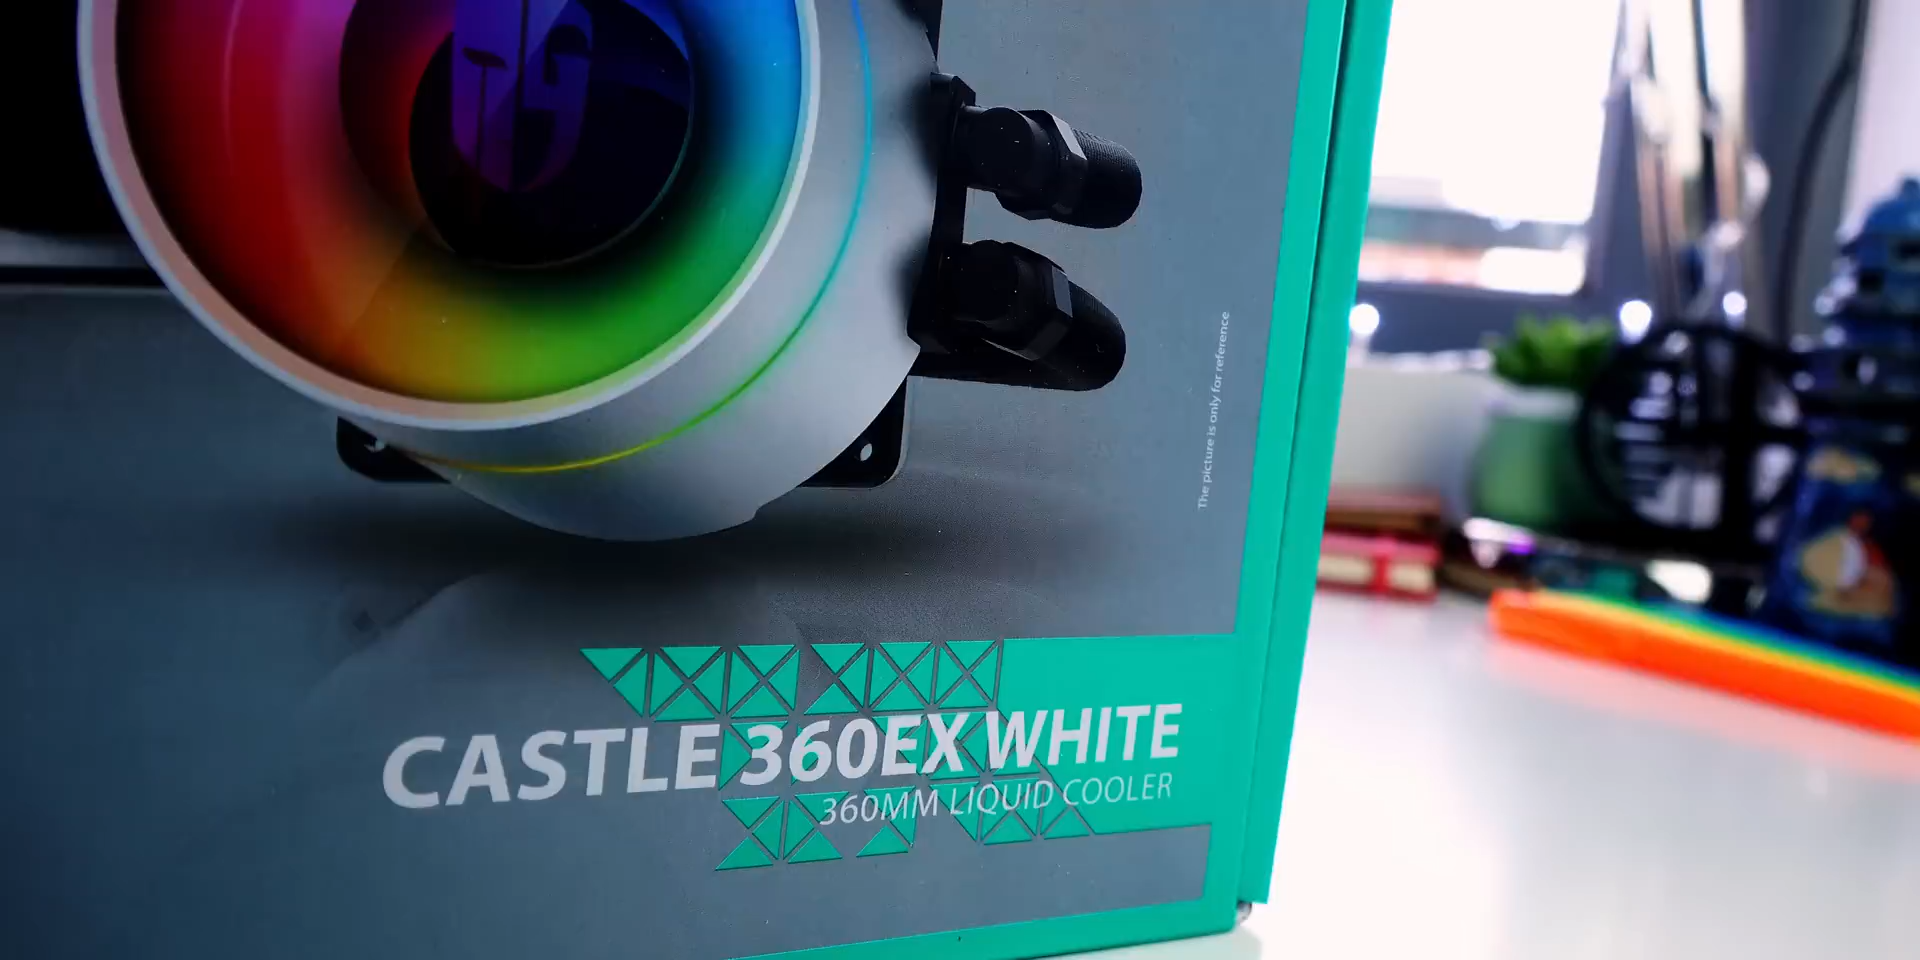 The picture is only for reference
CASTLE 360EX WHITE
360MM LIQUID COOLER